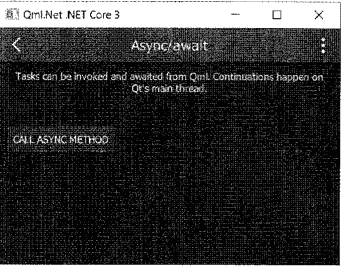 Qml.Net .NET Core 3
Async/await
Tasks can be invoked and awaited from Qml. Continuations happen on
Qt's main thread.
CALL ASYNC METHOD